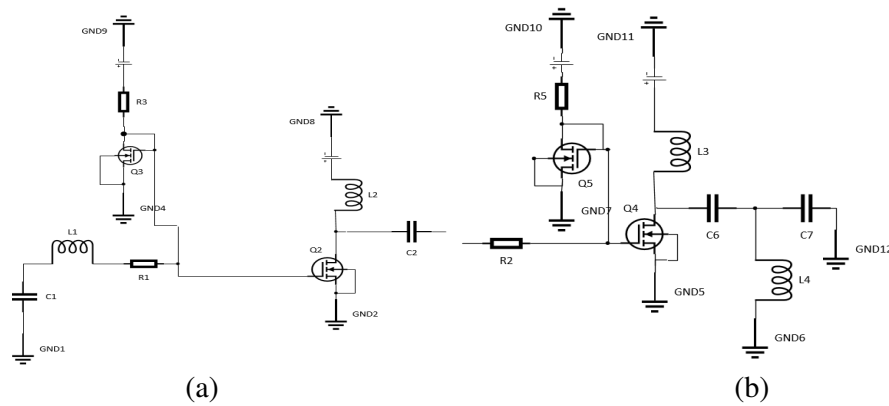 GND9
R3
Q3
GND4
L1
R1
C1
GND1
GND8
L2
C2
Q2
GND2
(a)
GND10
GND11
R5
L3
Q5
GND7
Q4
C6
C7
R2
GND12
L4
GND5
GND6
(b)